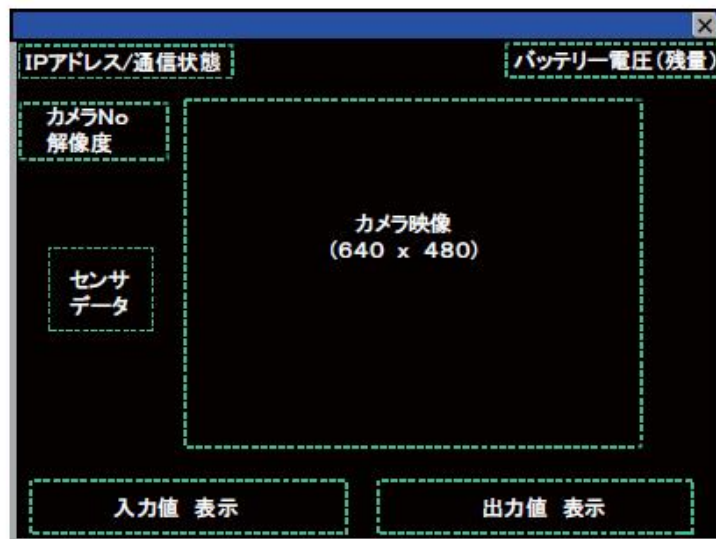 IPアドレス/通信状態
バッテリー電圧(残量)
カメラNo
解像度
カメラ映像
(640 x 480)
センサ
データ
入力値 表示
出力値 表示